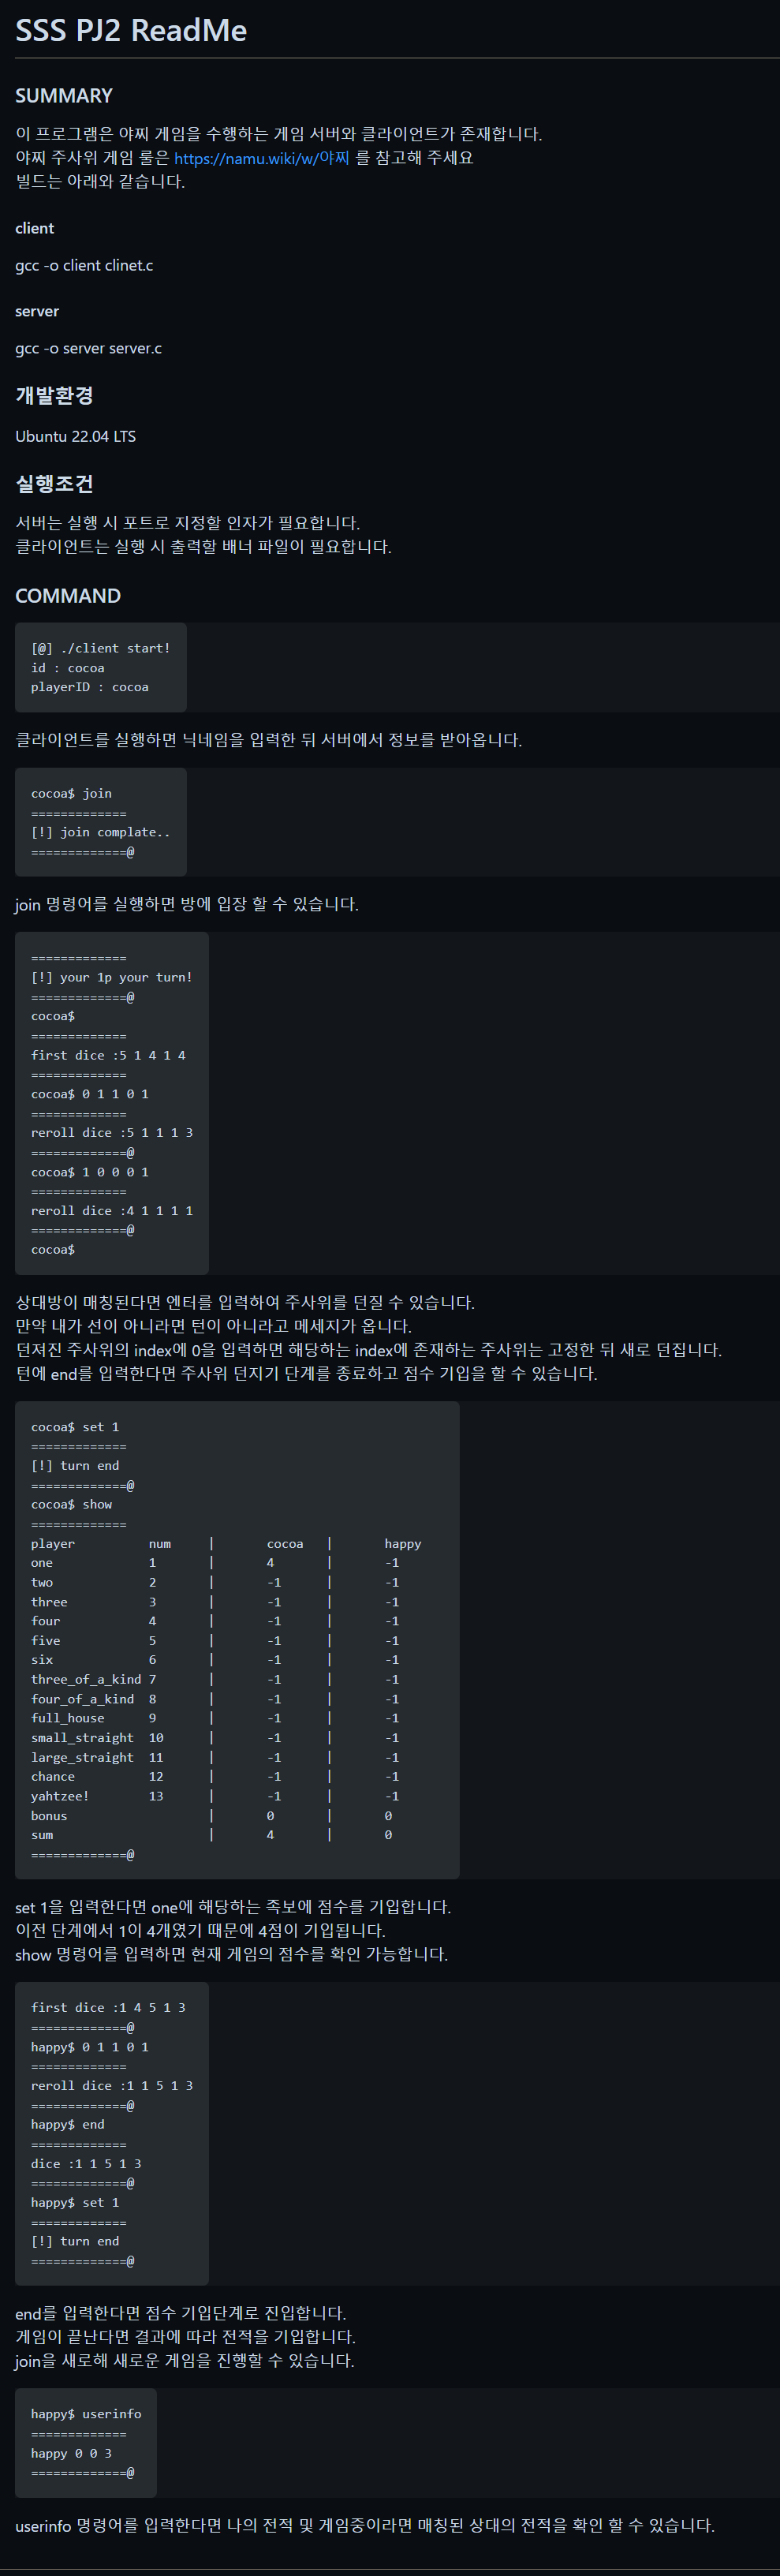 SSS PJ2 ReadMe
SUMMARY
이 프로그램은 야찌 게임을 수행하는 게임 서버와 클라이언트가 존재합니다.
야찌 주사위 게임 룰은 https://namu.wiki/w/야찌 를 참고해 주세요
빌드는 아래와 같습니다.
client
gcc -o client clinet.c
server
gcc -o server server.c
개발환경
Ubuntu 22.04 LTS
실행조건
서버는 실행 시 포트로 지정할 인자가 필요합니다.
클라이언트는 실행 시 출력할 배너 파일이 필요합니다.
COMMAND
[@] ./client start!
id : cocoa
playerID : cocoa
클라이언트를 실행하면 닉네임을 입력한 뒤 서버에서 정보를 받아옵니다.
cocoa$ join
=============
[!] join complate..
=============@
join 명령어를 실행하면 방에 입장 할 수 있습니다.
=============
[!] your 1p your turn!
=============@
cocoa$
=============
first dice :5 1 4 1 4
=============
cocoa$ 0 1 1 0 1
=============
reroll dice :5 1 1 1 3
=============@
cocoa$ 1 0 0 0 1
=============
reroll dice :4 1 1 1 1
=============@
cocoa$
상대방이 매칭된다면 엔터를 입력하여 주사위를 던질 수 있습니다.
만약 내가 선이 아니라면 턴이 아니라고 메세지가 옵니다.
던져진 주사위의 index에 0을 입력하면 해당하는 index에 존재하는 주사위는 고정한 뒤 새로 던집니다.
턴에 end를 입력한다면 주사위 던지기 단계를 종료하고 점수 기입을 할 수 있습니다.
cocoa$ set 1
=============
[!] turn end
=============@
cocoa$ show
=============
player num | cocoa | happy
one 1 | 4 | -1
two 2 | -1 | -1
three 3 | -1 | -1
four 4 | -1 | -1
five 5 | -1 | -1
six 6 | -1 | -1
three_of_a_kind 7 | -1 | -1
four_of_a_kind 8 | -1 | -1
full_house 9 | -1 | -1
small_straight 10 | -1 | -1
large_straight 11 | -1 | -1
chance 12 | -1 | -1
yahtzee! 13 | -1 | -1
bonus | 0 | 0
sum | 4 | 0
=============@
set 1을 입력한다면 one에 해당하는 족보에 점수를 기입합니다.
이전 단계에서 1이 4개였기 때문에 4점이 기입됩니다.
show 명령어를 입력하면 현재 게임의 점수를 확인 가능합니다.
first dice :1 4 5 1 3
=============@
happy$ 0 1 1 0 1
=============
reroll dice :1 1 5 1 3
=============@
happy$ end
=============
dice :1 1 5 1 3
=============@
happy$ set 1
=============
[!] turn end
=============@
end를 입력한다면 점수 기입단계로 진입합니다.
게임이 끝난다면 결과에 따라 전적을 기입합니다.
join을 새로해 새로운 게임을 진행할 수 있습니다.
happy$ userinfo
=============
happy 0 0 3
=============@
userinfo 명령어를 입력한다면 나의 전적 및 게임중이라면 매칭된 상대의 전적을 확인 할 수 있습니다.